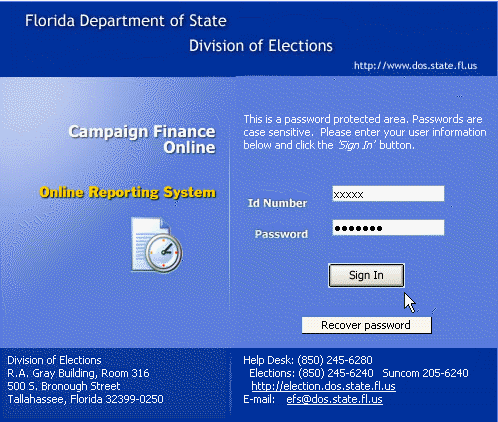 Florida Department of State
Division of Elections
http://www.dos.state.fl.us
Campaign Finance
Online
Online Reporting System
This is a password protected area. Passwords are
case sensitive. Please enter your user information
below and click the 'Sign In' button.
Id Number xxxxx
Password •••••••
Sign In
Recover password
Division of Elections
R.A. Gray Building, Room 316
500 S. Bronough Street
Tallahassee, Florida 32399-0250
Help Desk: (850) 245-6280
Elections: (850) 245-6240 Suncom 205-6240
http://election.dos.state.fl.us
E-mail: efs@dos.state.fl.us